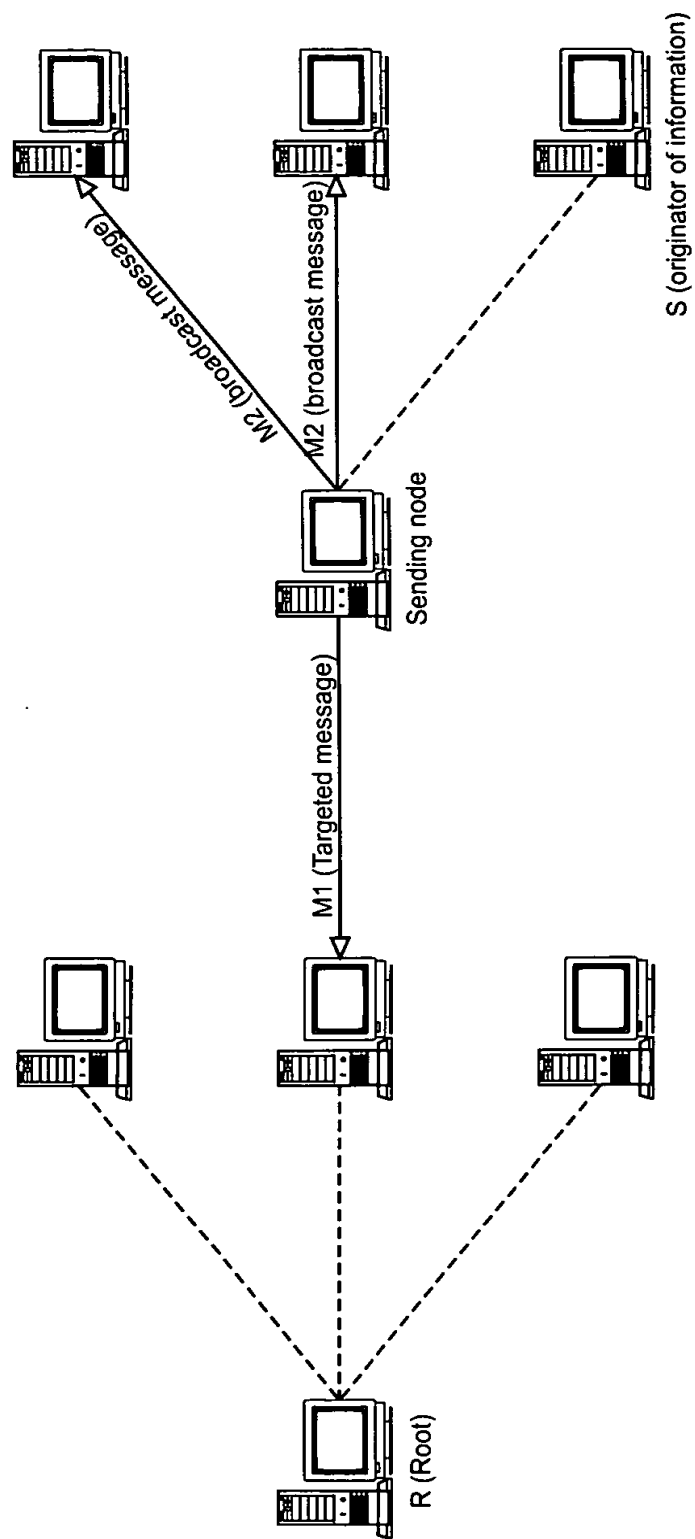 M2 (broadcast message)
M2 (broadcast message)
S (originator of information)
Sending node
M1 (Targeted message)
R (Root)